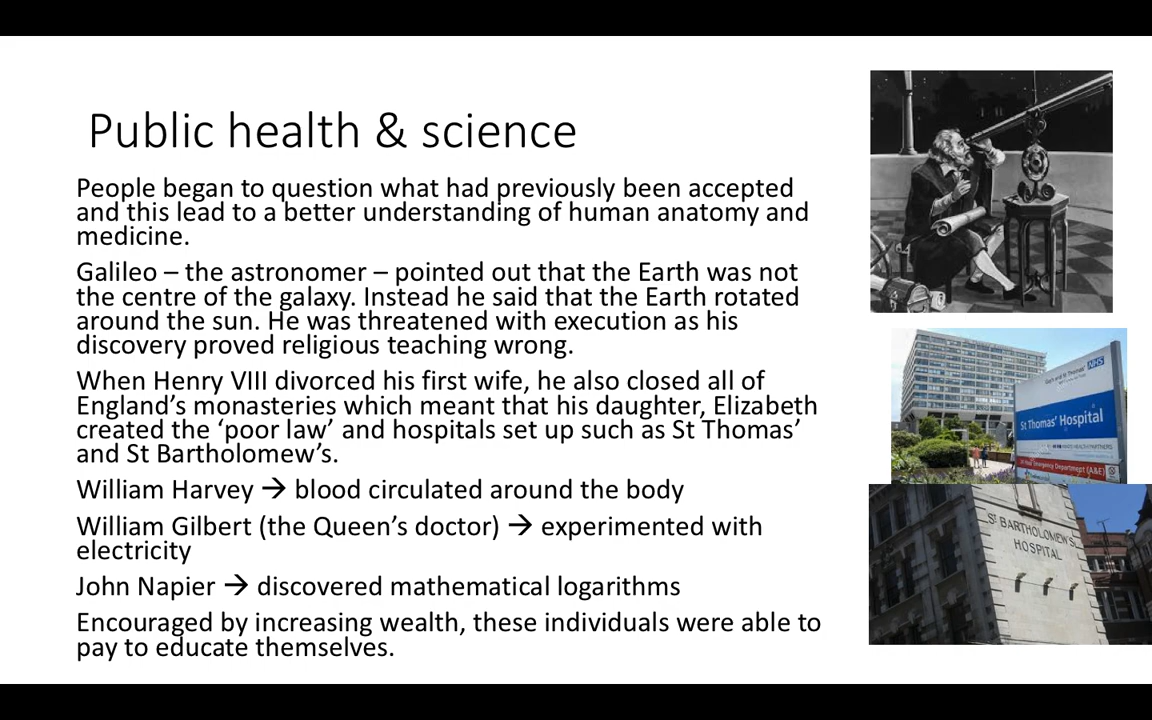 Public health & science
People began to question what had previously been accepted
and this lead to a better understanding of human anatomy and
medicine.
Galileo – the astronomer – pointed out that the Earth was not
the centre of the galaxy. Instead he said that the Earth rotated
around the sun. He was threatened with execution as his
discovery proved religious teaching wrong.
When Henry VIII divorced his first wife, he also closed all of
England’s monasteries which meant that his daughter, Elizabeth
created the ‘poor law’ and hospitals set up such as St Thomas’
and St Bartholomew’s.
William Harvey → blood circulated around the body
William Gilbert (the Queen’s doctor) → experimented with
electricity
John Napier → discovered mathematical logarithms
Encouraged by increasing wealth, these individuals were able to
pay to educate themselves.
NHS
St Thomas' Hospital
Emergency Department (A&E)
ST BARTHOLOMEW'S
HOSPITAL